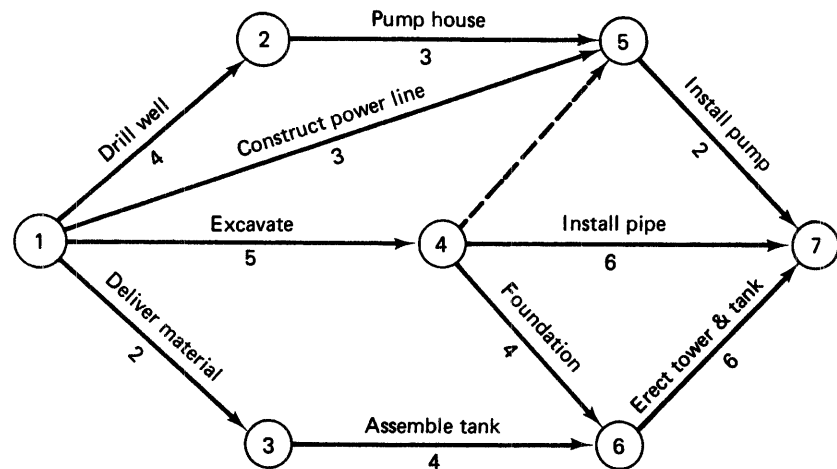 2
Pump house
3
5
Drill well
4
Construct power line
3
Install pump
2
1
Excavate
5
4
Install pipe
6
7
Deliver material
2
Foundation
4
Erect tower & tank
6
3
Assemble tank
4
6